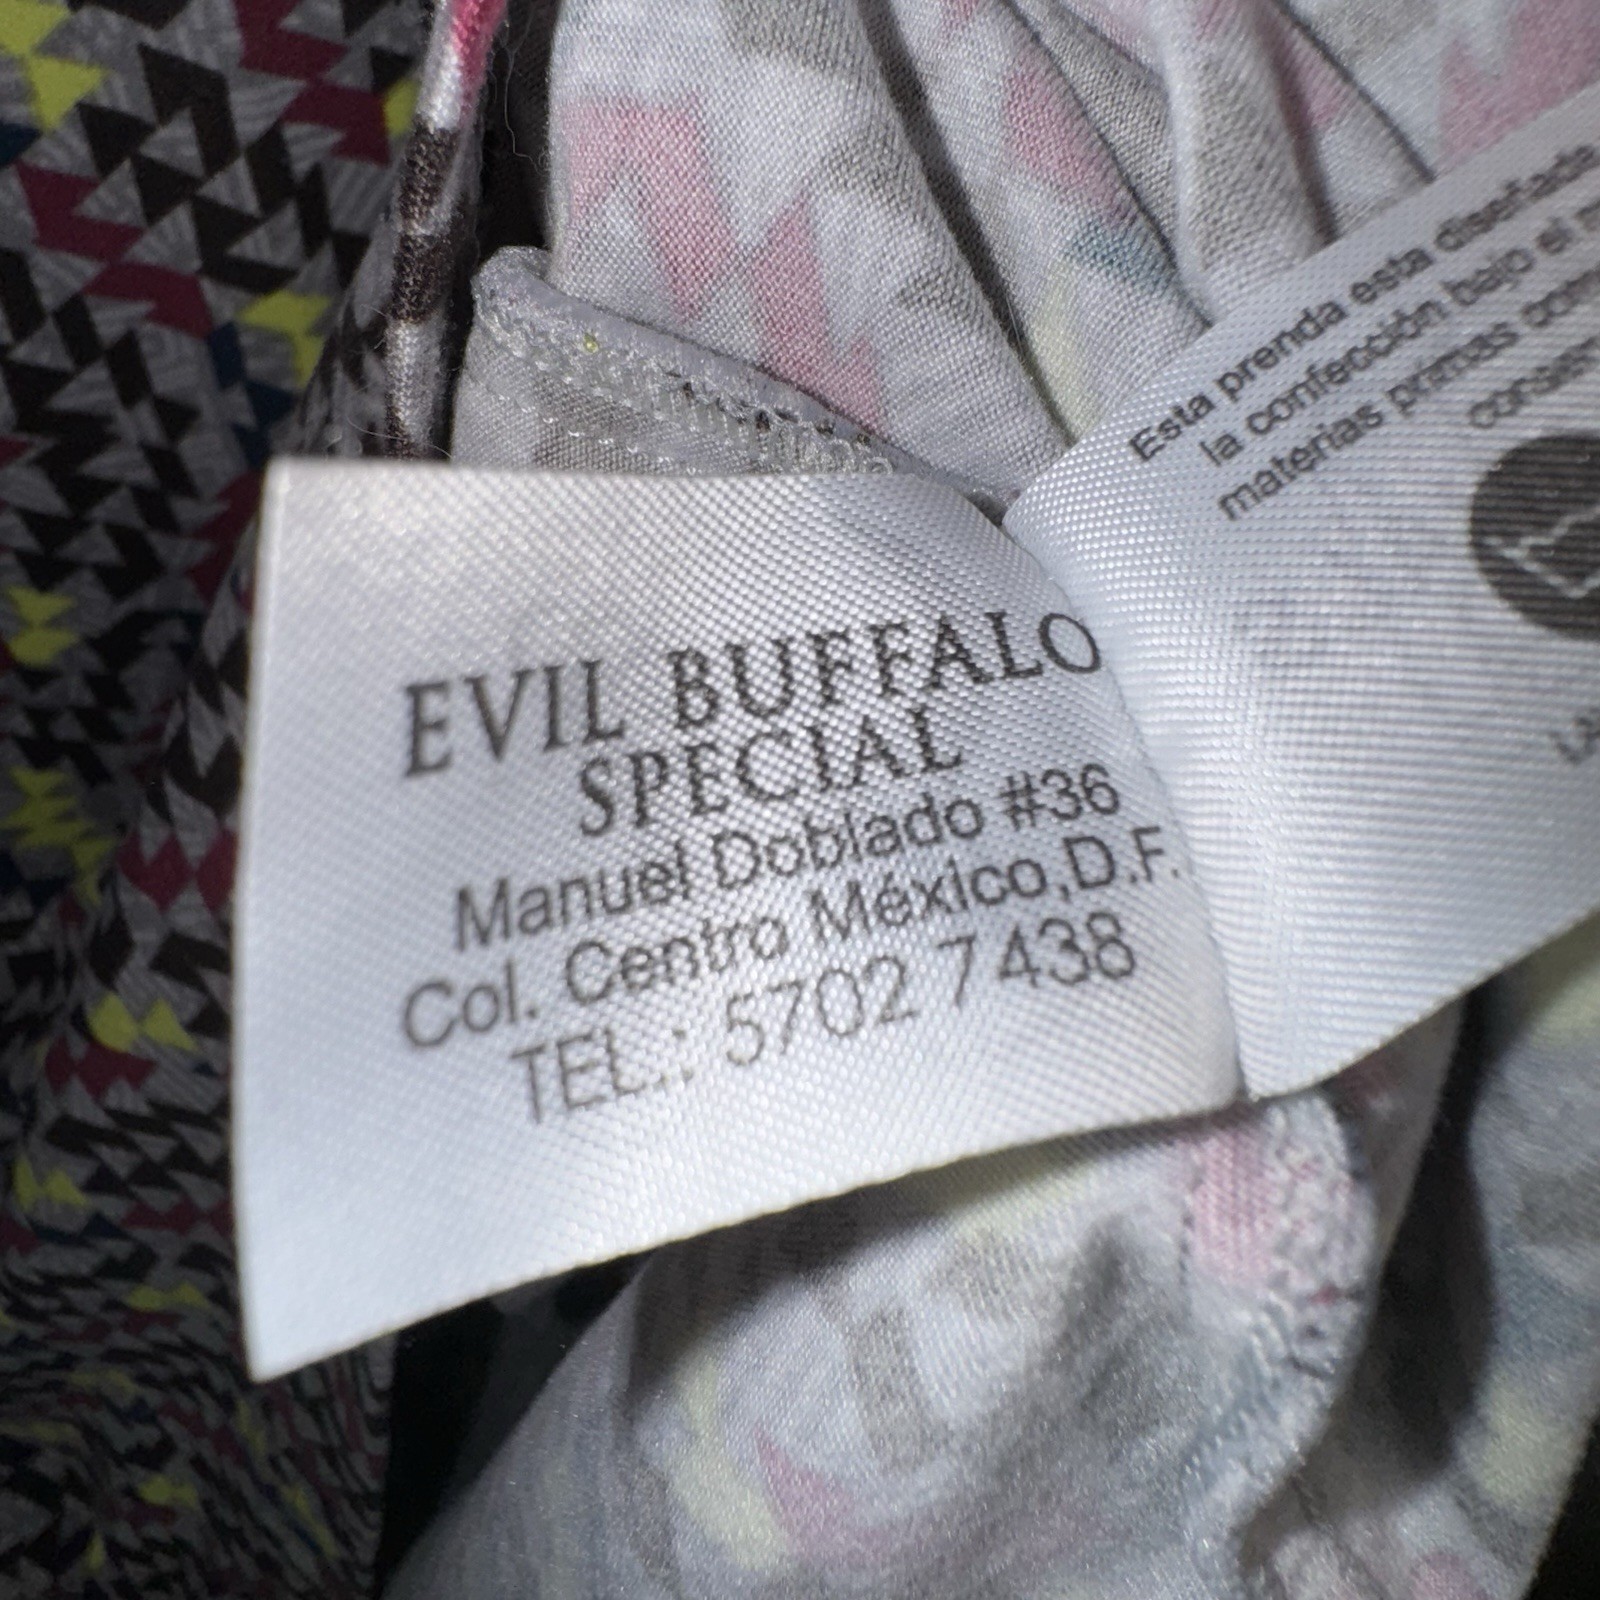 EVIL BUFFALO
SPECIAL
Manuel Doblado #36
Col. Centro México,D.F.
TEL.: 5702 7438
Esta prenda esta diseñada
la confección bajo el
materias primas